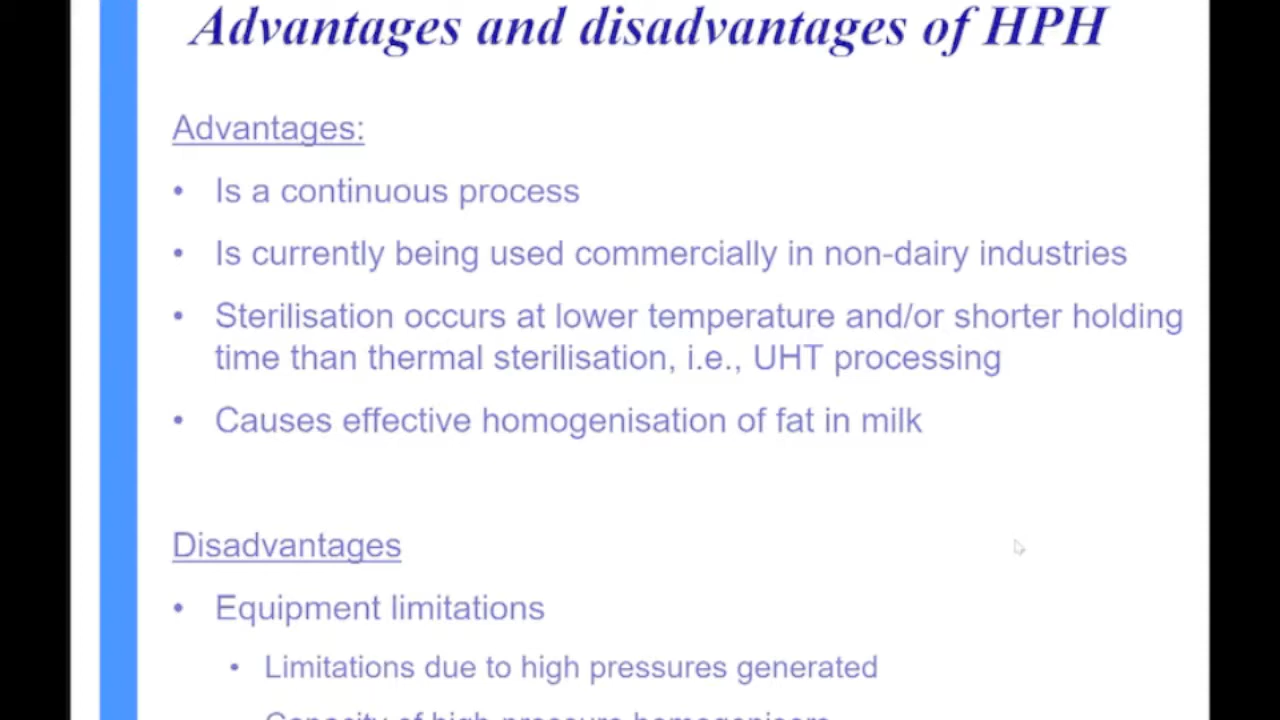 Advantages and disadvantages of HPH
Advantages:
• Is a continuous process
• Is currently being used commercially in non-dairy industries
• Sterilisation occurs at lower temperature and/or shorter holding
time than thermal sterilisation, i.e., UHT processing
• Causes effective homogenisation of fat in milk
Disadvantages
• Equipment limitations
• Limitations due to high pressures generated
Capacity of high-pressure homogenisers